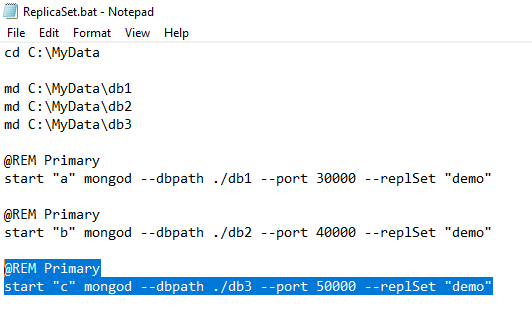 ReplicaSet.bat - Notepad
File Edit Format View Help
cd C:\MyData
md C:\MyData\db1
md C:\MyData\db2
md C:\MyData\db3
@REM Primary
start "a" mongod --dbpath ./db1 --port 30000 --replSet "demo"
@REM Primary
start "b" mongod --dbpath ./db2 --port 40000 --replSet "demo"
@REM Primary
start "c" mongod --dbpath ./db3 --port 50000 --replSet "demo"